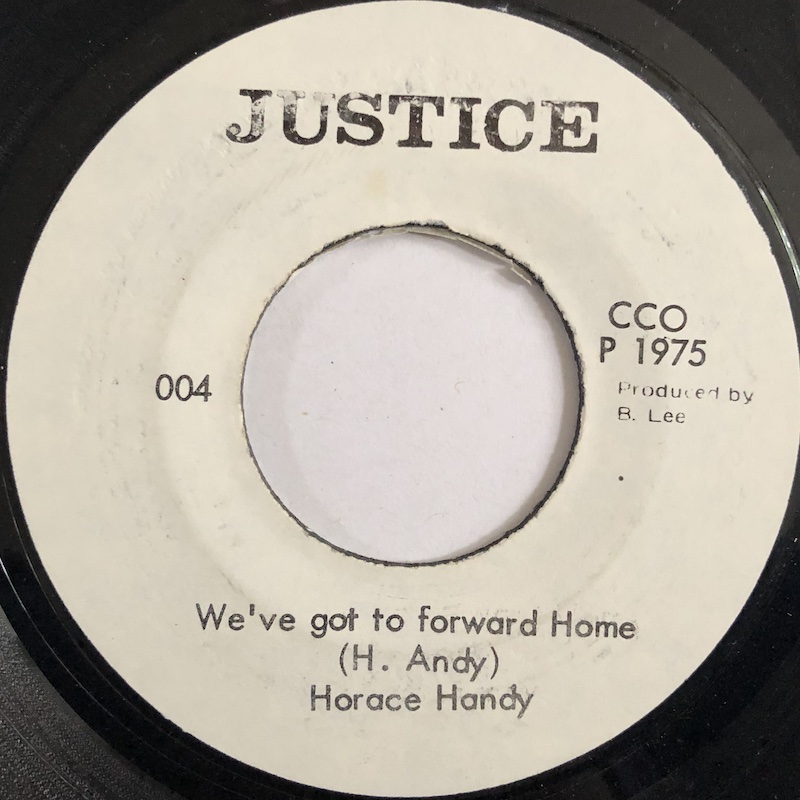 JUSTICE
004
CCO
P 1975
Produced by
B. Lee
We've got to forward Home
(H. Andy)
Horace Handy